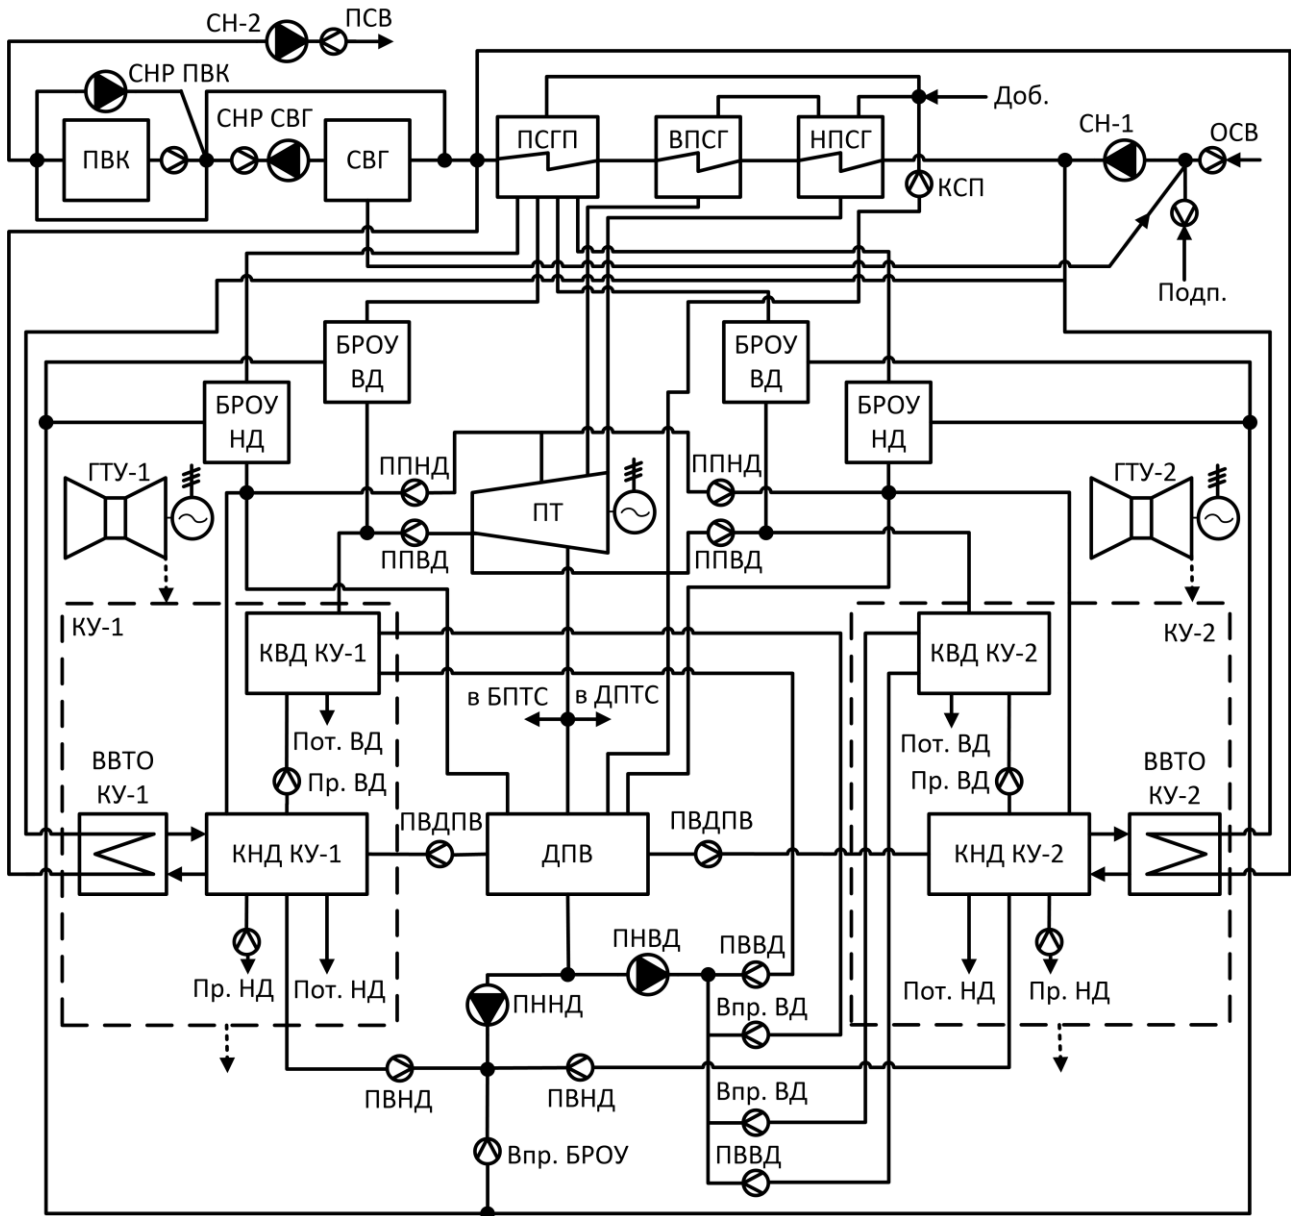 СН-2
ПСВ
СНР ПВК
СНР СВГ
ПВК
СВГ
ПСГП
ВПСГ
НПСГ
Доб.
СН-1
ОСВ
КСП
Подп.
БРОУ
ВД
БРОУ
ВД
БРОУ
НД
БРОУ
НД
ГТУ-1
ППНД
ППНД
ГТУ-2
ПТ
ППВД
ППВД
КУ-1
КУ-2
КВД КУ-1
КВД КУ-2
в БПТС
в ДПТС
Пот. ВД
Пот. ВД
Пр. ВД
Пр. ВД
ВВТО
КУ-1
ВВТО
КУ-2
ПВДПВ
ПВДПВ
КНД КУ-1
ДПВ
КНД КУ-2
ПНВД
ПВВД
Пр. НД
Пот. НД
ПННД
Впр. ВД
Пот. НД
Пр. НД
ПВНД
ПВНД
Впр. ВД
Впр. БРОУ
ПВВД